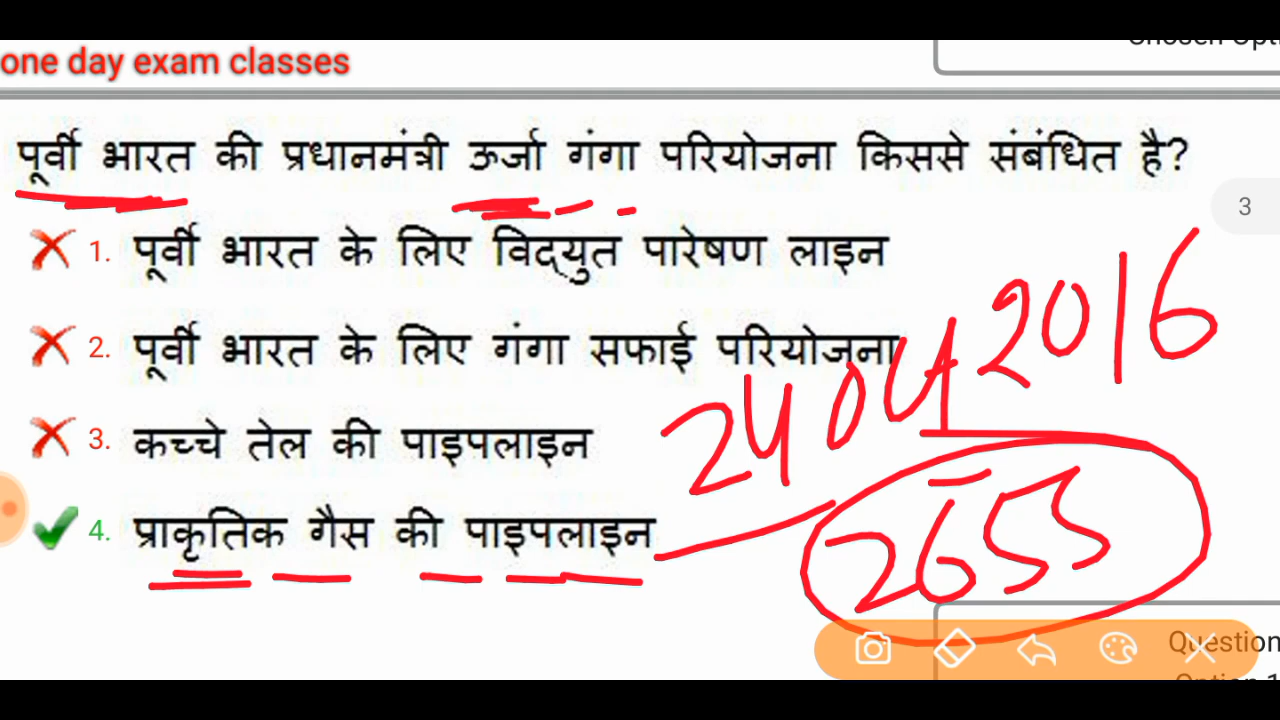 one day exam classes
पूर्वी भारत की प्रधानमंत्री ऊर्जा गंगा परियोजना किससे संबंधित है?
3
1. पूर्वी भारत के लिए विद्युत पारेषण लाइन
2. पूर्वी भारत के लिए गंगा सफाई परियोजना
3. कच्चे तेल की पाइपलाइन
4. प्राकृतिक गैस की पाइपलाइन
24 Oct 2016
2655
Question